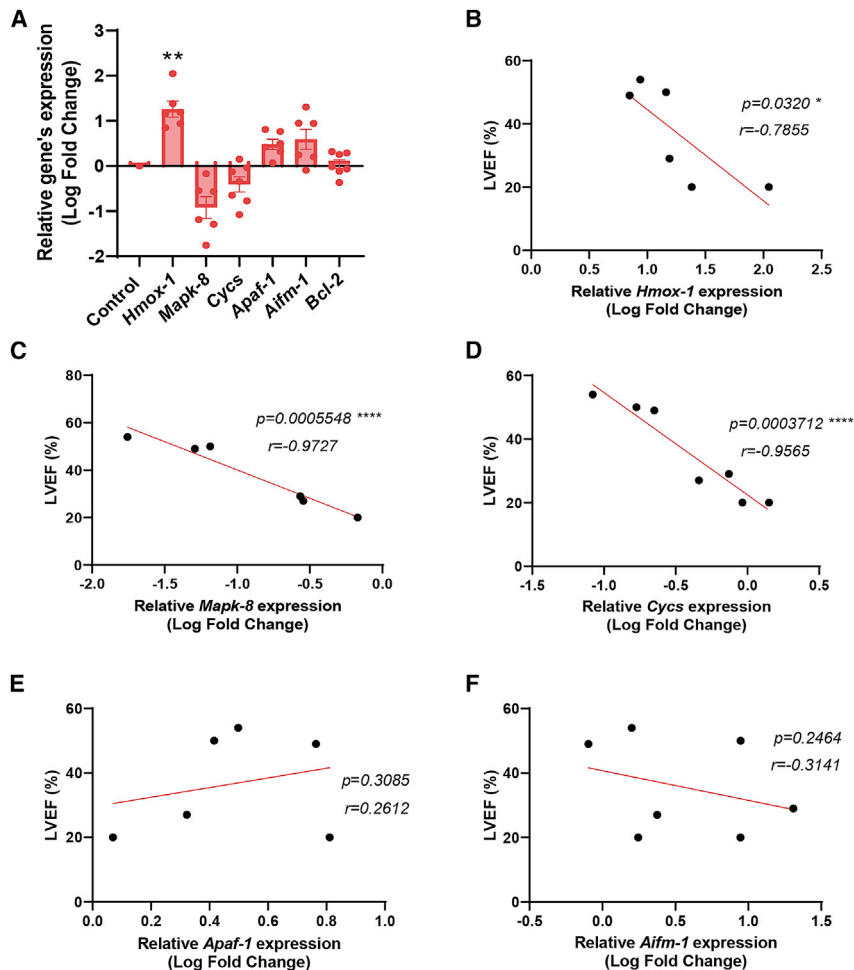 A
Relative gene's expression
(Log Fold Change)
3
2
1
0
-1
-2
**
Control
Hmox-1
Mapk-8
Cycs
Apaf-1
Aifm-1
Bcl-2
B
LVEF (%)
60
40
20
0
p=0.0320 *
r=-0.7855
0.0 0.5 1.0 1.5 2.0 2.5
Relative Hmox-1 expression
(Log Fold Change)
C
LVEF (%)
80
60
40
20
0
p=0.0005548 ****
r=-0.9727
-2.0 -1.5 -1.0 -0.5 0.0
Relative Mapk-8 expression
(Log Fold Change)
D
LVEF (%)
60
40
20
0
p=0.0003712 ****
r=-0.9565
-1.5 -1.0 -0.5 0.0 0.5
Relative Cycs expression
(Log Fold Change)
E
LVEF (%)
60
40
20
0
p=0.3085
r=0.2612
0.0 0.2 0.4 0.6 0.8 1.0
Relative Apaf-1 expression
(Log Fold Change)
F
LVEF (%)
60
40
20
0
p=0.2464
r=-0.3141
-0.5 0.0 0.5 1.0 1.5
Relative Aifm-1 expression
(Log Fold Change)